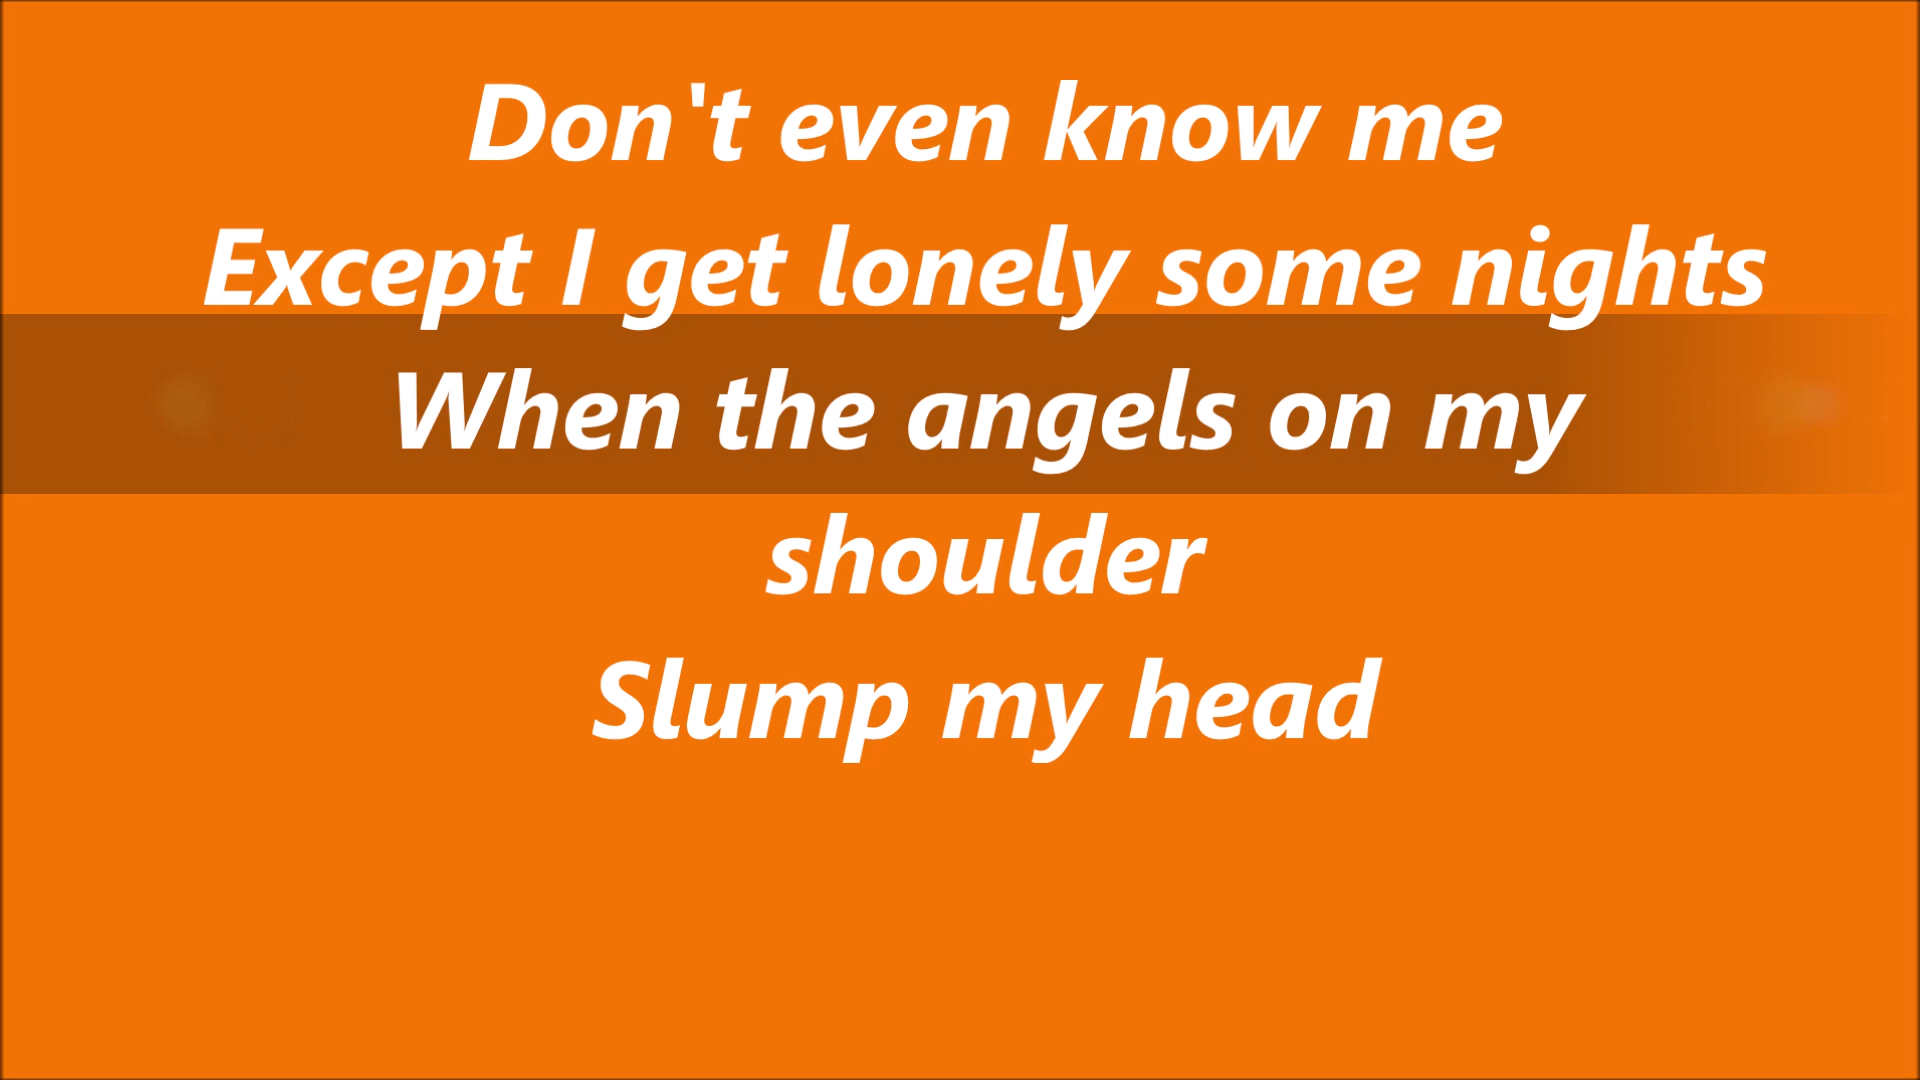 Don't even know me
Except I get lonely some nights
When the angels on my
shoulder
Slump my head